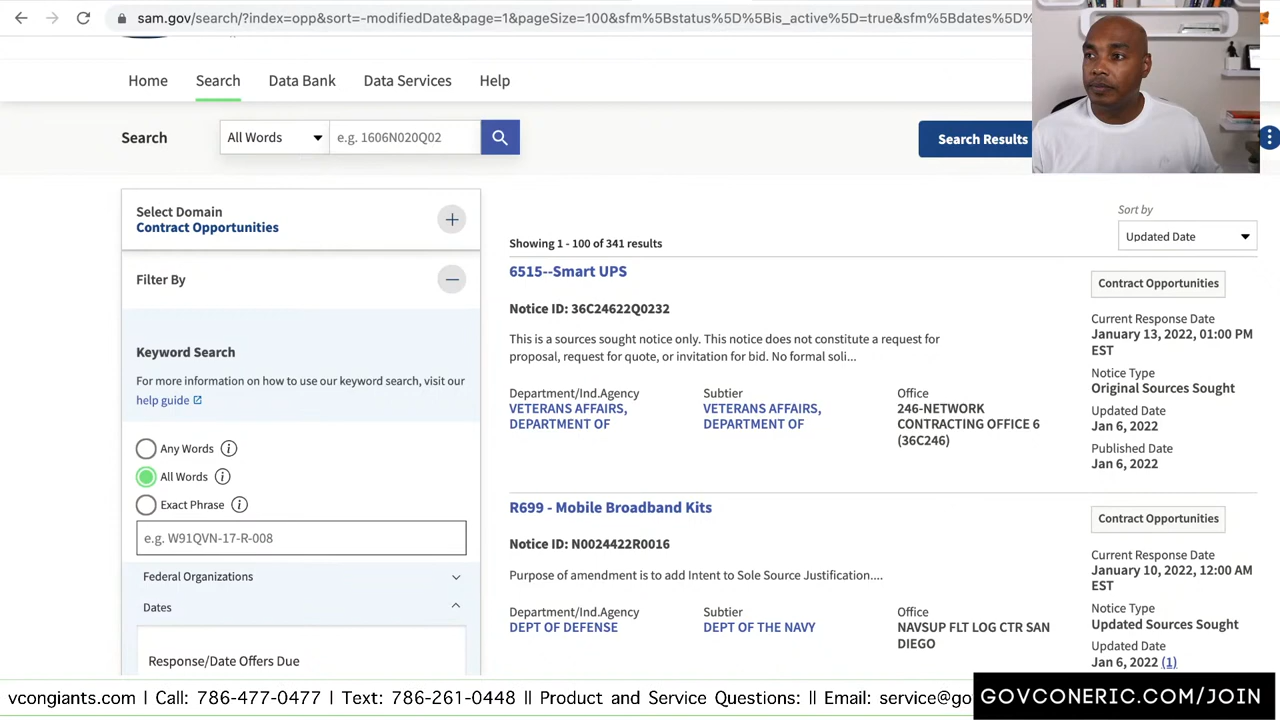 sam.gov/search/?index=opp&sort=-modifiedDate&page=1&pageSize=100&sfm%5Bstatus%5D%5Bis_active%5D=true&sfm%5Bdates%5D%
Home Search Data Bank Data Services Help
Search All Words e.g. 1606N020Q02 Search Results
Select Domain
Contract Opportunities
Filter By
Keyword Search
For more information on how to use our keyword search, visit our
help guide
Any Words
All Words
Exact Phrase
e.g. W91QVN-17-R-008
Federal Organizations
Dates
Response/Date Offers Due
Sort by
Updated Date
Showing 1 - 100 of 341 results
6515--Smart UPS
Notice ID: 36C24622Q0232
This is a sources sought notice only. This notice does not constitute a request for
proposal, request for quote, or invitation for bid. No formal soli...
Department/Ind.Agency
VETERANS AFFAIRS,
DEPARTMENT OF
Subtier
VETERANS AFFAIRS,
DEPARTMENT OF
Office
246-NETWORK
CONTRACTING OFFICE 6
(36C246)
Contract Opportunities
Current Response Date
January 13, 2022, 01:00 PM
EST
Notice Type
Original Sources Sought
Updated Date
Jan 6, 2022
Published Date
Jan 6, 2022
R699 - Mobile Broadband Kits
Notice ID: N0024422R0016
Purpose of amendment is to add Intent to Sole Source Justification....
Department/Ind.Agency
DEPT OF DEFENSE
Subtier
DEPT OF THE NAVY
Office
NAVSUP FLT LOG CTR SAN
DIEGO
Contract Opportunities
Current Response Date
January 10, 2022, 12:00 AM
EST
Notice Type
Updated Sources Sought
Updated Date
Jan 6, 2022 (1)
vcongiants.com | Call: 786-477-0477 | Text: 786-261-0448 || Product and Service Questions: || Email: service@go
GOVCONERIC.COM/JOIN